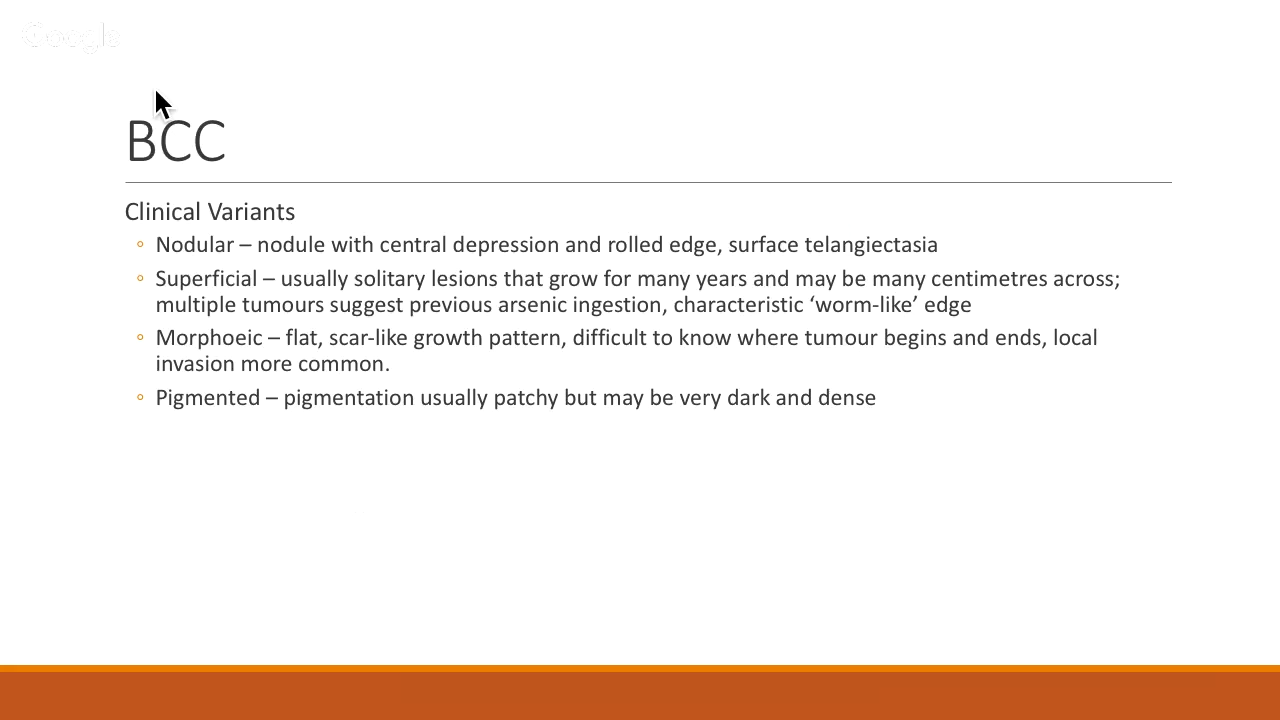 Google
BCC
Clinical Variants
◦ Nodular – nodule with central depression and rolled edge, surface telangiectasia
◦ Superficial – usually solitary lesions that grow for many years and may be many centimetres across;
multiple tumours suggest previous arsenic ingestion, characteristic ‘worm-like’ edge
◦ Morphoeic – flat, scar-like growth pattern, difficult to know where tumour begins and ends, local
invasion more common.
◦ Pigmented – pigmentation usually patchy but may be very dark and dense